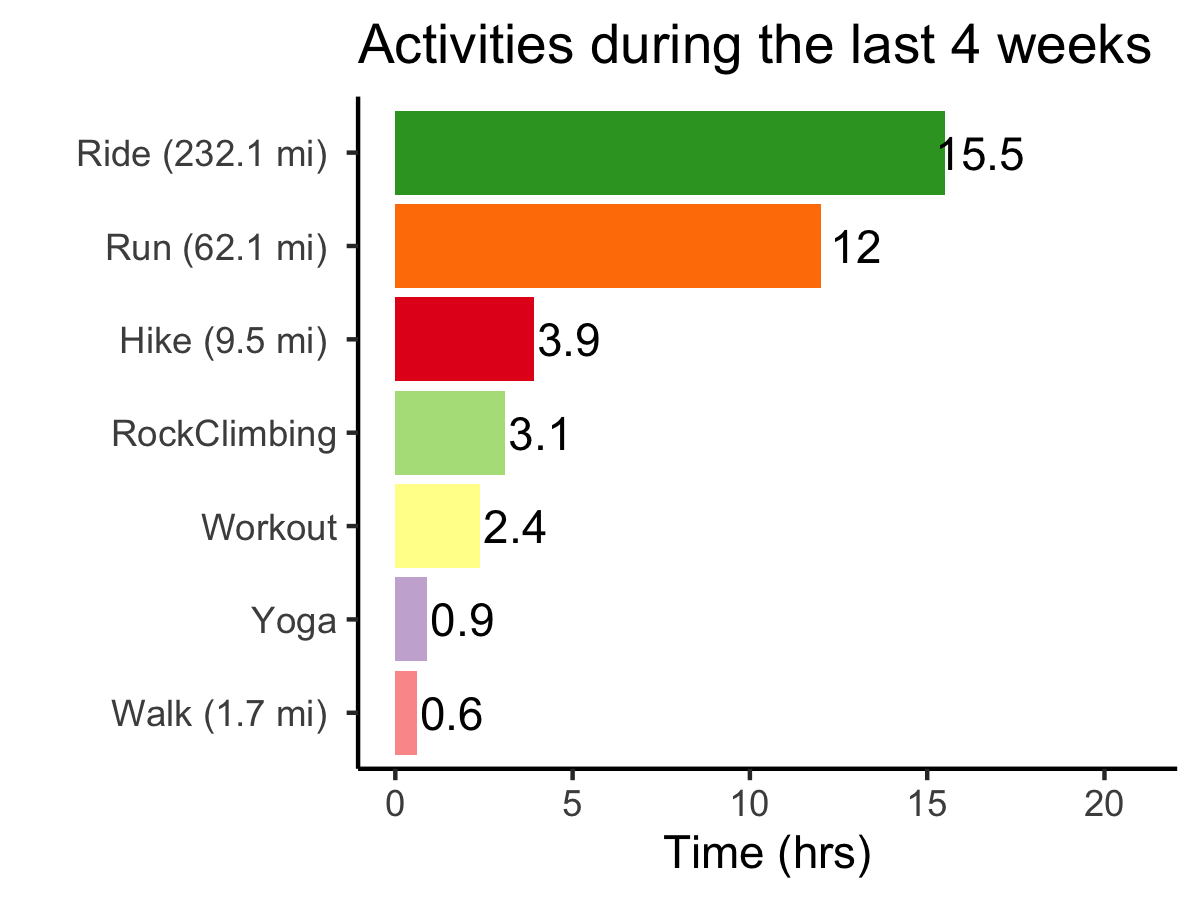 Activities during the last 4 weeks
Ride (232.1 mi) 15.5
Run (62.1 mi) 12
Hike (9.5 mi) 3.9
RockClimbing 3.1
Workout 2.4
Yoga 0.9
Walk (1.7 mi) 0.6
0 5 10 15 20
Time (hrs)